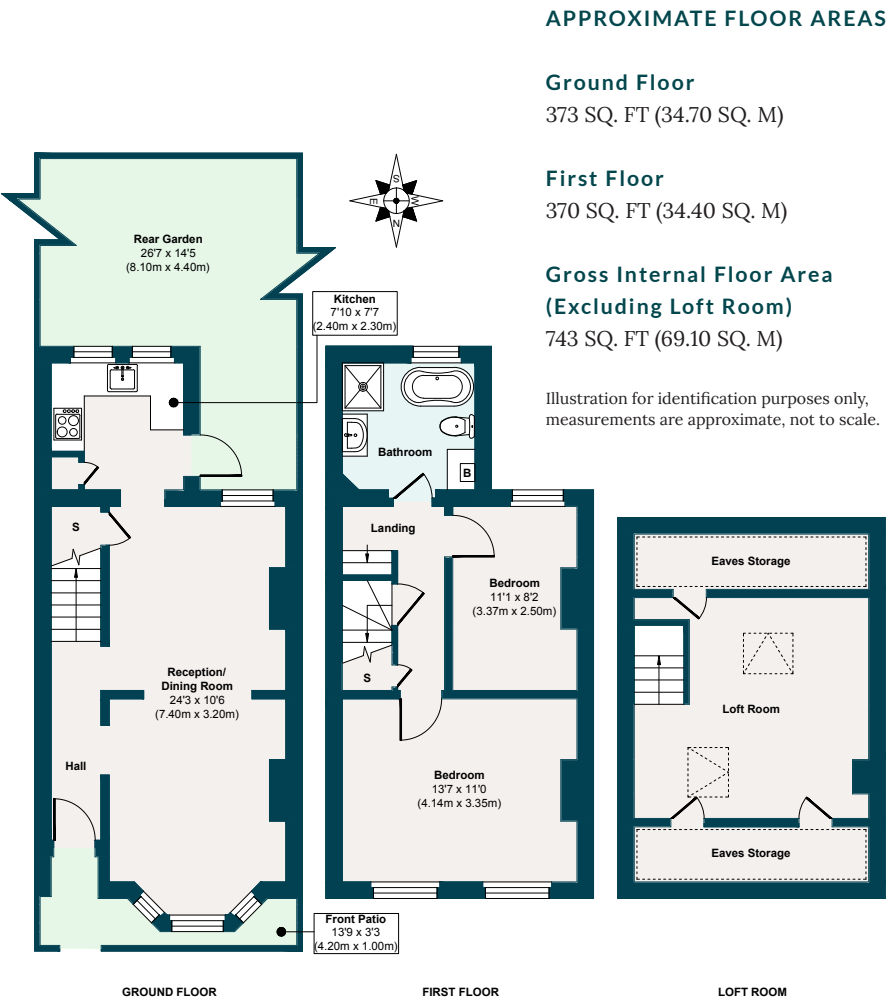 APPROXIMATE FLOOR AREAS
Ground Floor
373 SQ. FT (34.70 SQ. M)
First Floor
370 SQ. FT (34.40 SQ. M)
Gross Internal Floor Area
(Excluding Loft Room)
743 SQ. FT (69.10 SQ. M)
Illustration for identification purposes only,
measurements are approximate, not to scale.
S
E
W
N
Rear Garden
26'7 x 14'5
(8.10m x 4.40m)
Kitchen
7'10 x 7'7
(2.40m x 2.30m)
S
Reception/
Dining Room
24'3 x 10'6
(7.40m x 3.20m)
Hall
Front Patio
13'9 x 3'3
(4.20m x 1.00m)
GROUND FLOOR
Bathroom
B
Landing
Bedroom
11'1 x 8'2
(3.37m x 2.50m)
S
Bedroom
13'7 x 11'0
(4.14m x 3.35m)
FIRST FLOOR
Eaves Storage
Loft Room
Eaves Storage
LOFT ROOM